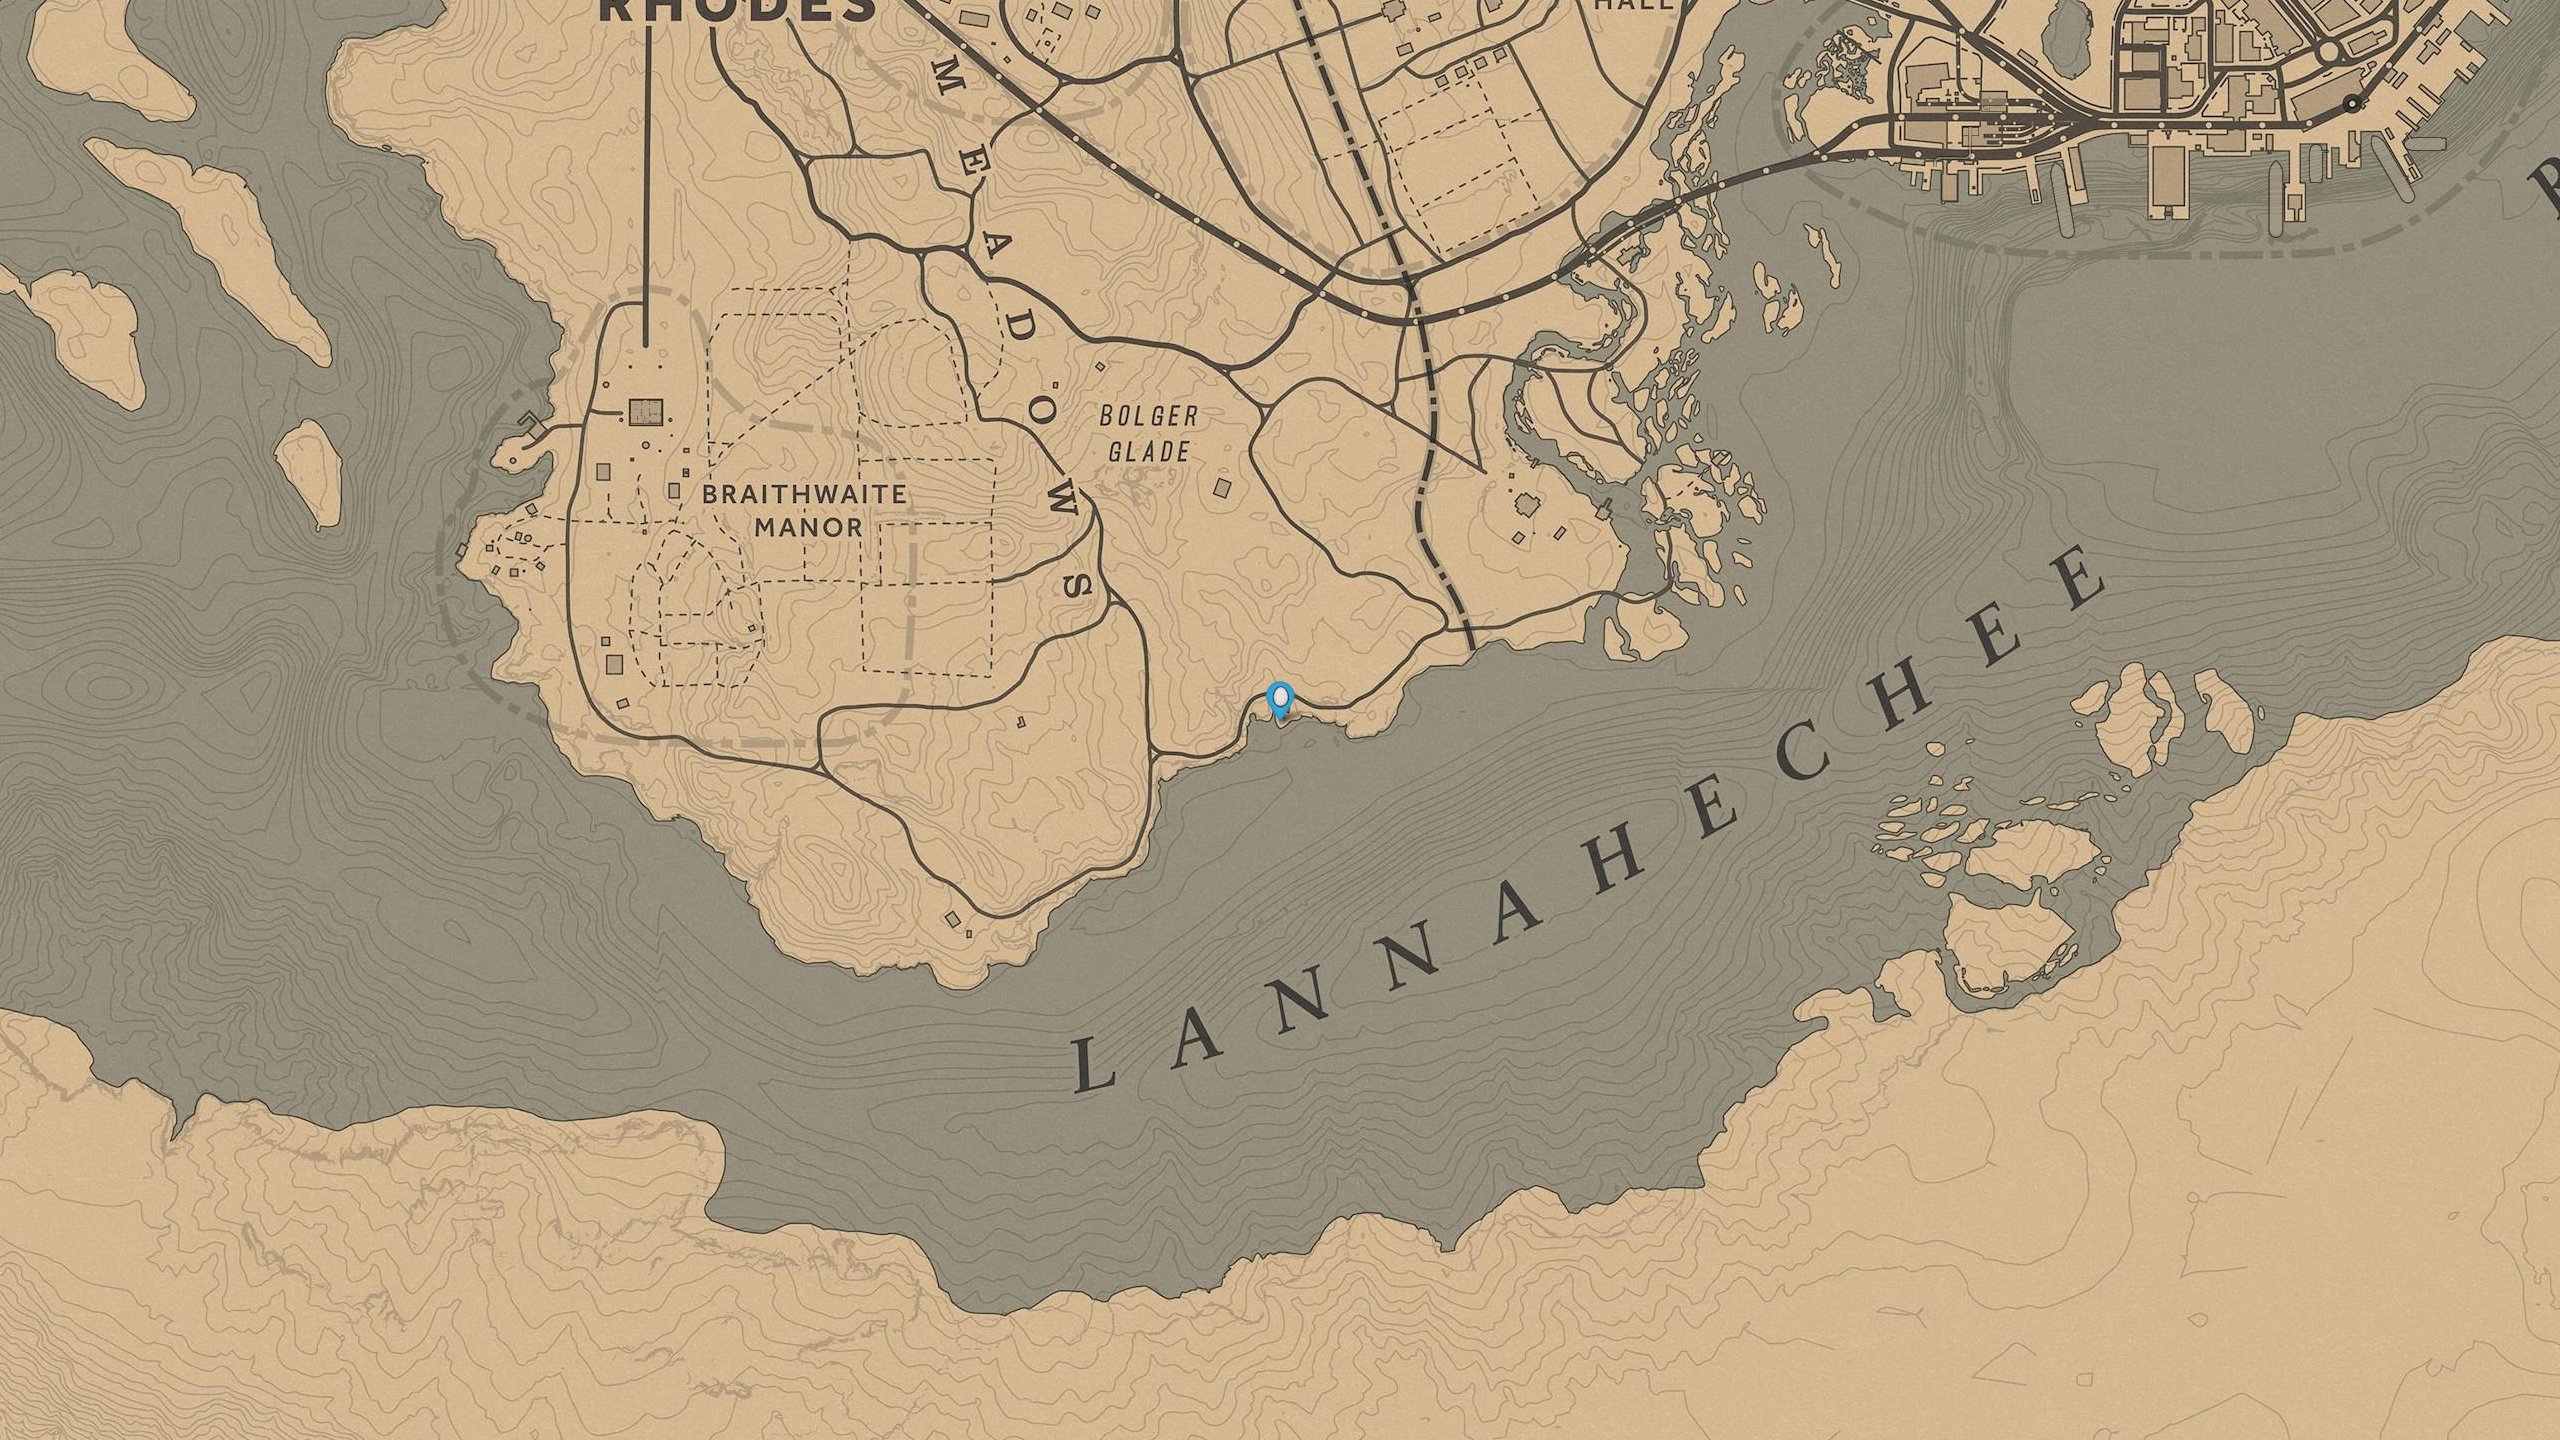 RHODES
HALL
MEADOWS
BOLGER
GLADE
BRAITHWAITE
MANOR
LANNAHECHEE
R